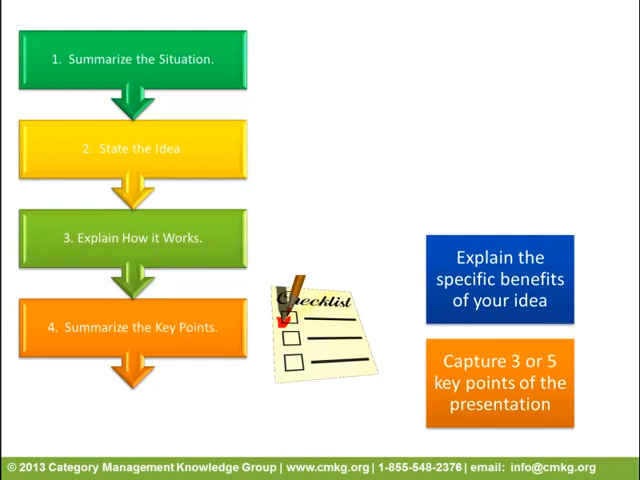 1. Summarize the Situation.
2. State the Idea.
3. Explain How it Works.
4. Summarize the Key Points.
Checklist
Explain the
specific benefits
of your idea
Capture 3 or 5
key points of the
presentation
© 2013 Category Management Knowledge Group | www.cmkg.org | 1-855-548-2376 | email: info@cmkg.org